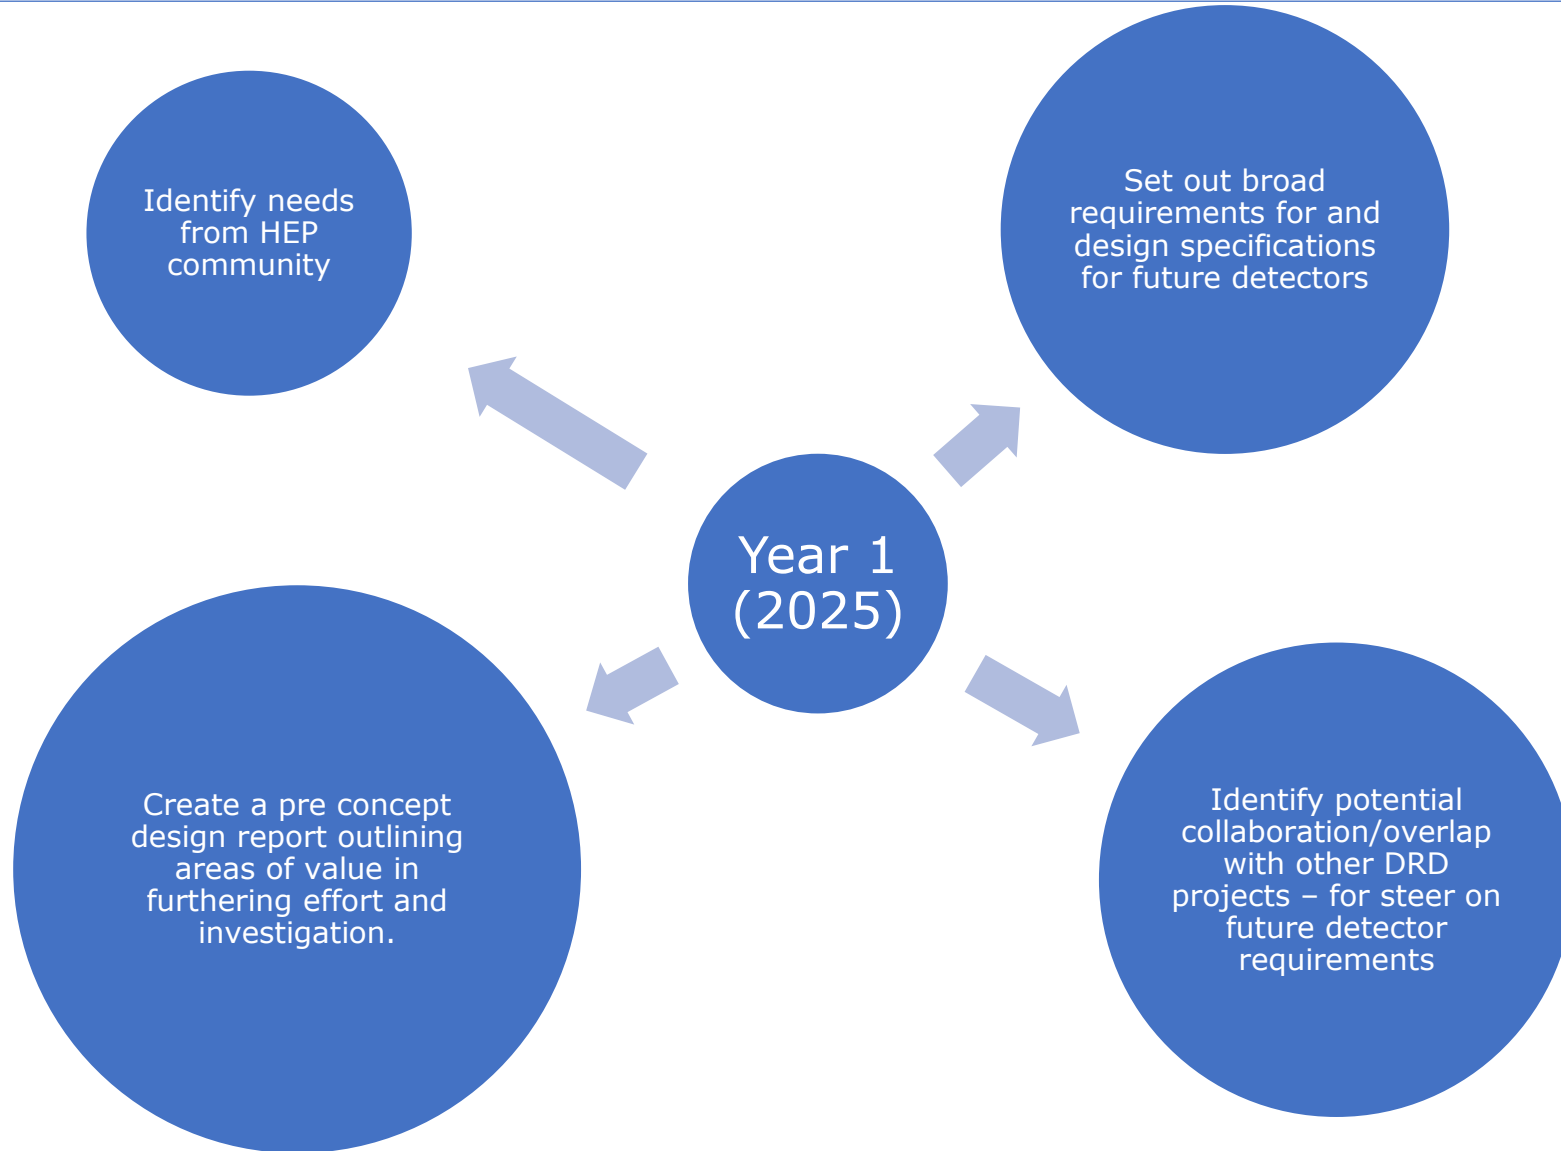 Identify needs
from HEP
community
Set out broad
requirements for and
design specifications
for future detectors
Year 1
(2025)
Create a pre concept
design report outlining
areas of value in
furthering effort and
investigation.
Identify potential
collaboration/overlap
with other DRD
projects – for steer on
future detector
requirements